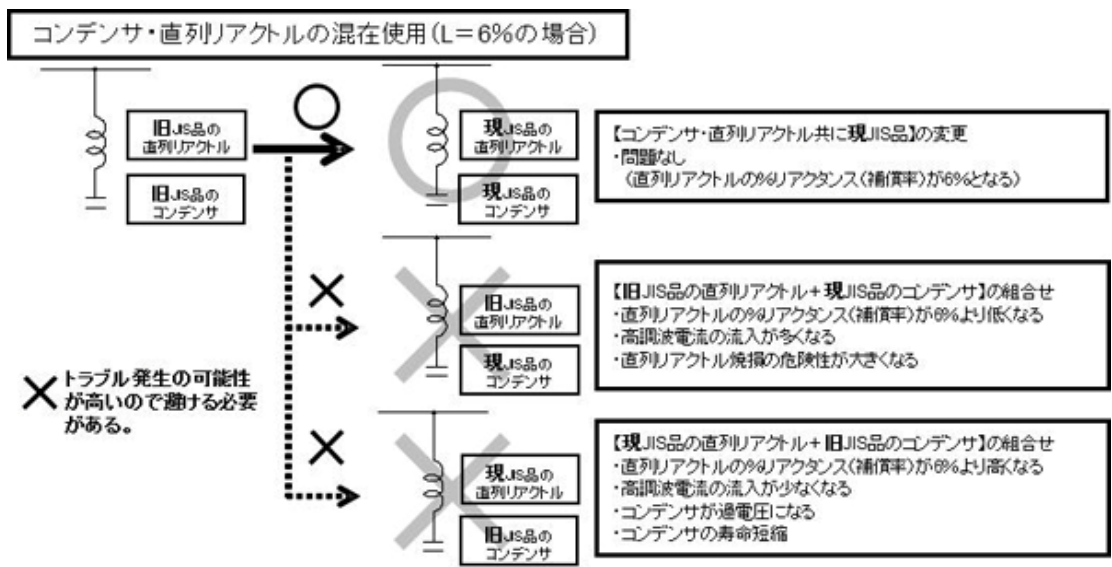 コンデンサ・直列リアクトルの混在使用(L=6%の場合)
旧JIS品の
直列リアクトル
旧JIS品の
コンデンサ
現JIS品の
直列リアクトル
現JIS品の
コンデンサ
【コンデンサ・直列リアクトル共に現JIS品】の変更
・問題なし
(直列リアクトルの%リアクタンス(補償率)が6%となる)
旧JIS品の
直列リアクトル
現JIS品の
コンデンサ
【旧JIS品の直列リアクトル+現JIS品のコンデンサ】の組合せ
・直列リアクトルの%リアクタンス(補償率)が6%より低くなる
・高調波電流の流入が多くなる
・直列リアクトル焼損の危険性が大きくなる
トラブル発生の可能性
が高いので避ける必要
がある。
現JIS品の
直列リアクトル
旧JIS品の
コンデンサ
【現JIS品の直列リアクトル+旧JIS品のコンデンサ】の組合せ
・直列リアクトルの%リアクタンス(補償率)が6%より高くなる
・高調波電流の流入が少なくなる
・コンデンサが過電圧になる
・コンデンサの寿命短縮